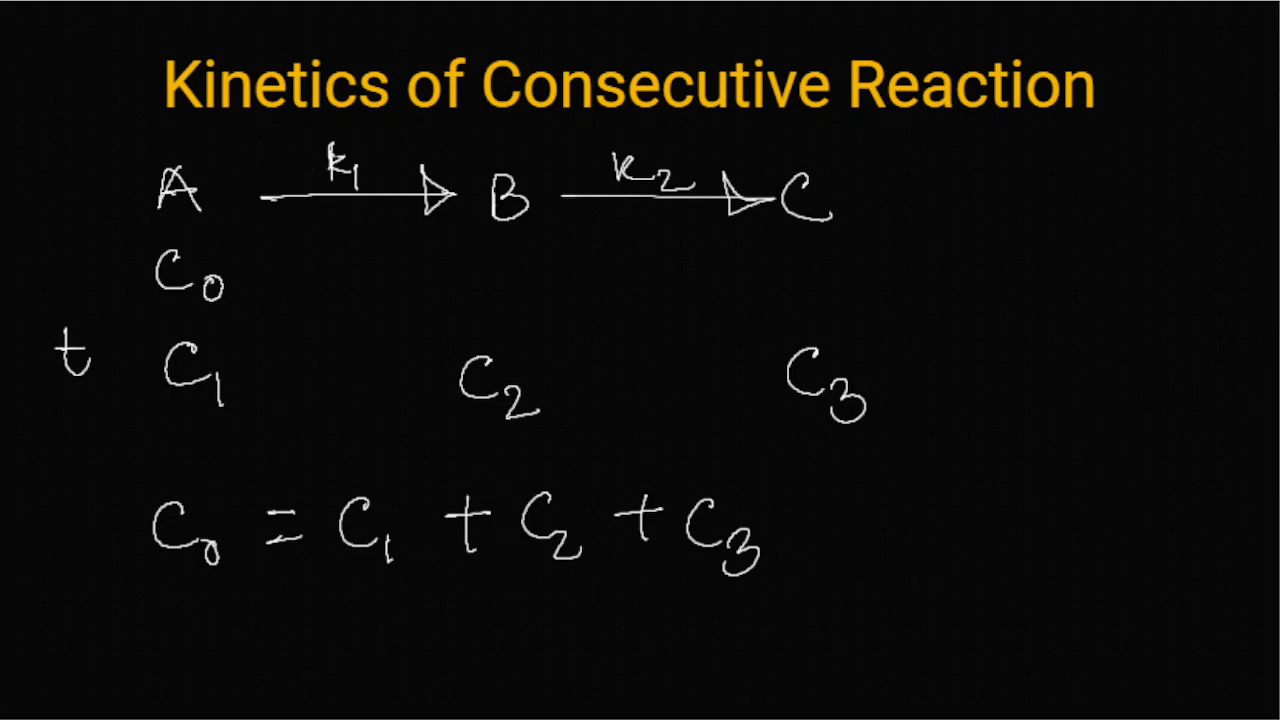 Kinetics of Consecutive Reaction
A k1 B K2 C
C0
t C1 C2 C3
C0 = C1 + C2 + C3